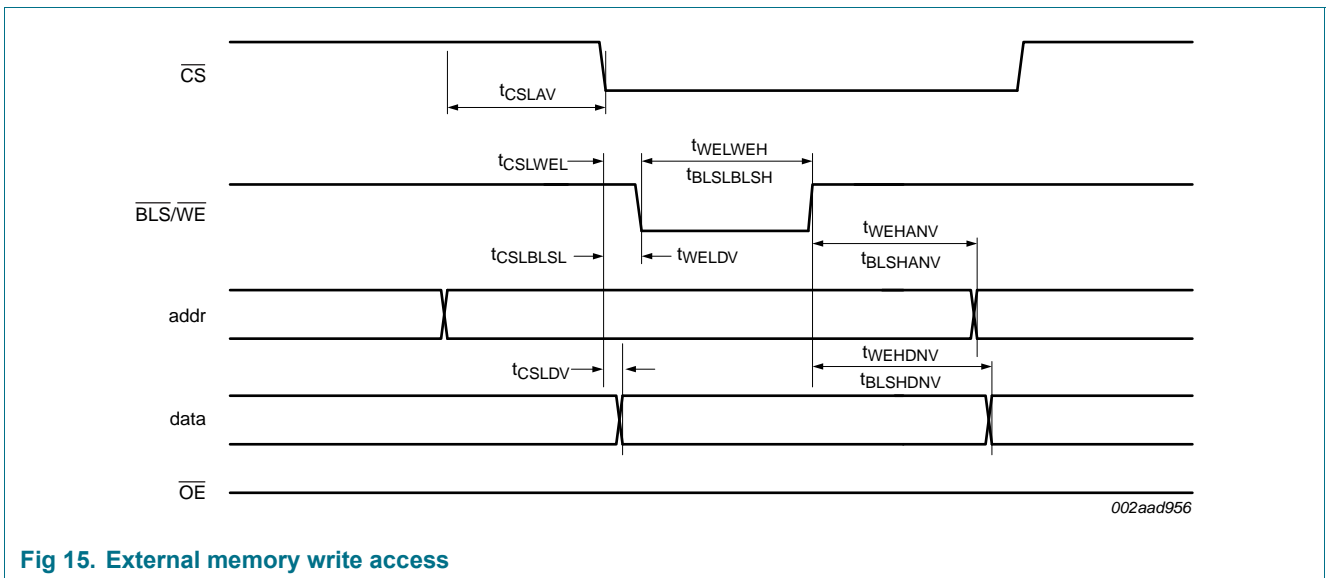 CS
tCSLAV
tCSLWEL
tWELWEH
tBLSLBLSH
BLS/WE
tCSLBLSL
tWELDV
tWEHANV
tBLSHANV
addr
tCSLDV
tWEHDNV
tBLSHDNV
data
OE
002aad956
Fig 15. External memory write access